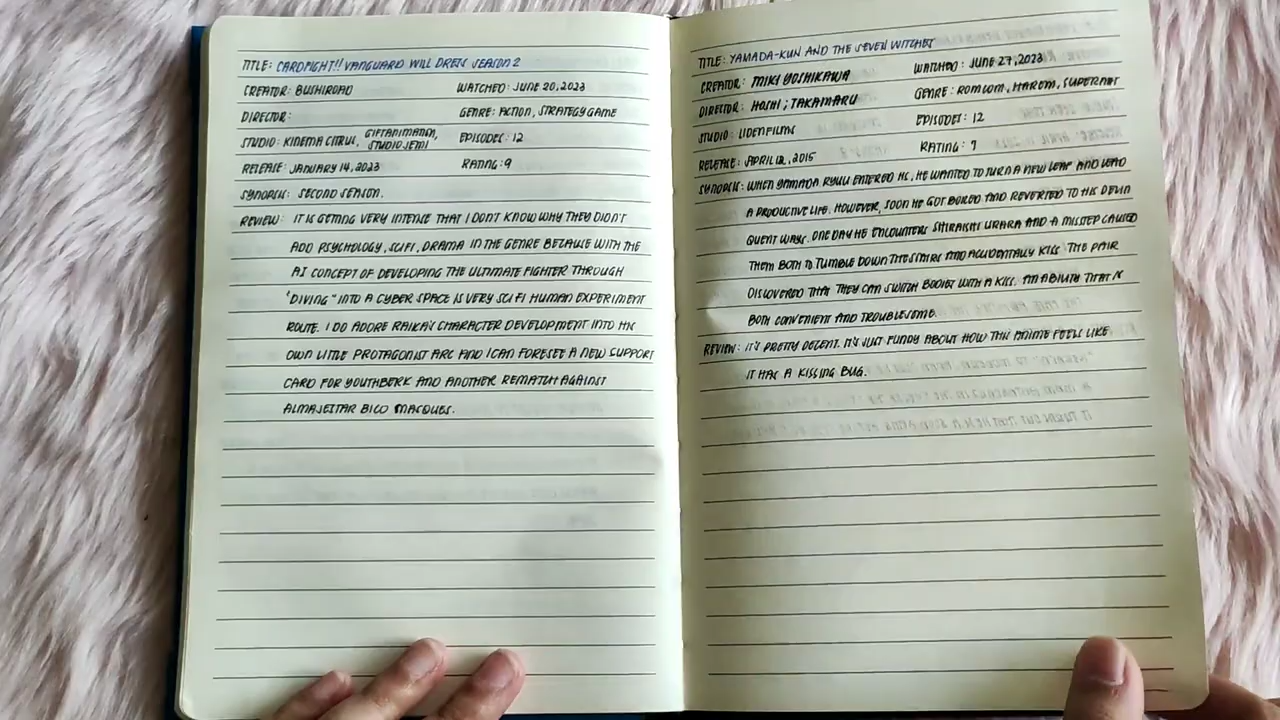 TITLE: CARDFIGHT!! VANGUARD WILL DRESS SEASON 2
CREATOR: BUSHIROAD WATCHED: JUNE 20, 2023
DIRECTOR: GENRE: ACTION, STRATEGY GAME
STUDIO: KINEMA CITRUS, GIFTANIMATION, STUDIO JEMI EPISODES: 12
RELEASE: JANUARY 14, 2023 RATING: 9
SYNOPSIS: SECOND SEASON.
REVIEW: IT IS GETTING VERY INTENSE THAT I DON'T KNOW WHY THEY DIDN'T
ADD PSYCHOLOGY, SCIFI, DRAMA IN THE GENRE BECAUSE WITH THE
AI CONCEPT OF DEVELOPING THE ULTIMATE FIGHTER THROUGH
"DIVING" INTO A CYBER SPACE IS VERY SCI FI HUMAN EXPERIMENT
ROUTE. I DO ADORE RAIKA'S CHARACTER DEVELOPMENT INTO HIS
OWN LITTLE PROTAGONIST ARC AND I CAN FORESEE A NEW SUPPORT
CARD FOR YOUTHBERK AND ANOTHER REMATCH AGAINST
ALMAJESTAR BICO MASQUES.
TITLE: YAMADA-KUN AND THE SEVEN WITCHES
CREATOR: MIKI YOSHIKAWA WATCHED: JUNE 27, 2023
DIRECTOR: HOSHI; TAKAMARU GENRE: ROMCOM, HAREM, SUPERNAT
STUDIO: LIDENFILMS EPISODES: 12
RELEASE: APRIL 12, 2015 RATING: 7
SYNOPSIS: WHEN YAMADA RYUU ENTERED HS, HE WANTED TO TURN A NEW LEAF AND LEAD
A PRODUCTIVE LIFE. HOWEVER, SOON HE GOT BORED AND REVERTED TO HIS DELIN
QUENT WAYS. ONE DAY HE ENCOUNTERS SHIRAISHI URARA AND A MISSTEP CAUSED
THEM BOTH TO TUMBLE DOWN THE STAIRS AND ACCIDENTALLY KISS. THE PAIR
DISCOVERED THAT THEY CAN SWITCH BODIES WITH A KISS. AN ABILITY THAT IS
BOTH CONVENIENT AND TROUBLESOME.
REVIEW: IT'S PRETTY DECENT. IT'S JUST FUNNY ABOUT HOW THIS ANIME FEELS LIKE
IT HAS A KISSING BUG.